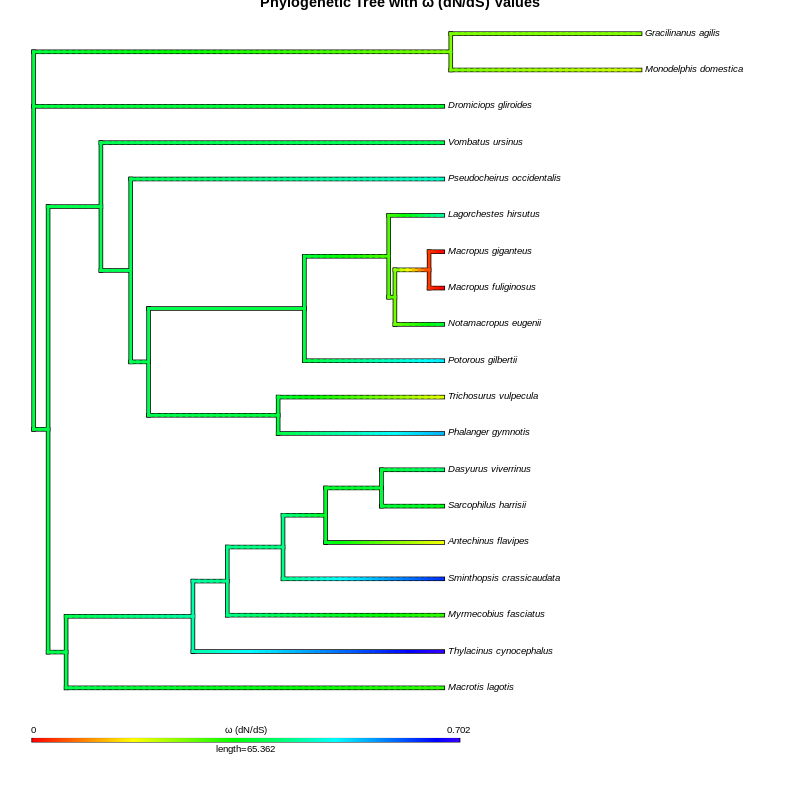 Phylogenetic Tree with ω (dN/dS) Values
Gracilinanus agilis
Monodelphis domestica
Dromiciops gliroides
Vombatus ursinus
Pseudocheirus occidentalis
Lagorchestes hirsutus
Macropus giganteus
Macropus fuliginosus
Notamacropus eugenii
Potorous gilbertii
Trichosurus vulpecula
Phalanger gymnotis
Dasyurus viverrinus
Sarcophilus harrisii
Antechinus flavipes
Sminthopsis crassicaudata
Myrmecobius fasciatus
Thylacinus cynocephalus
Macrotis lagotis
0 ω (dN/dS) 0.702
length=65.362